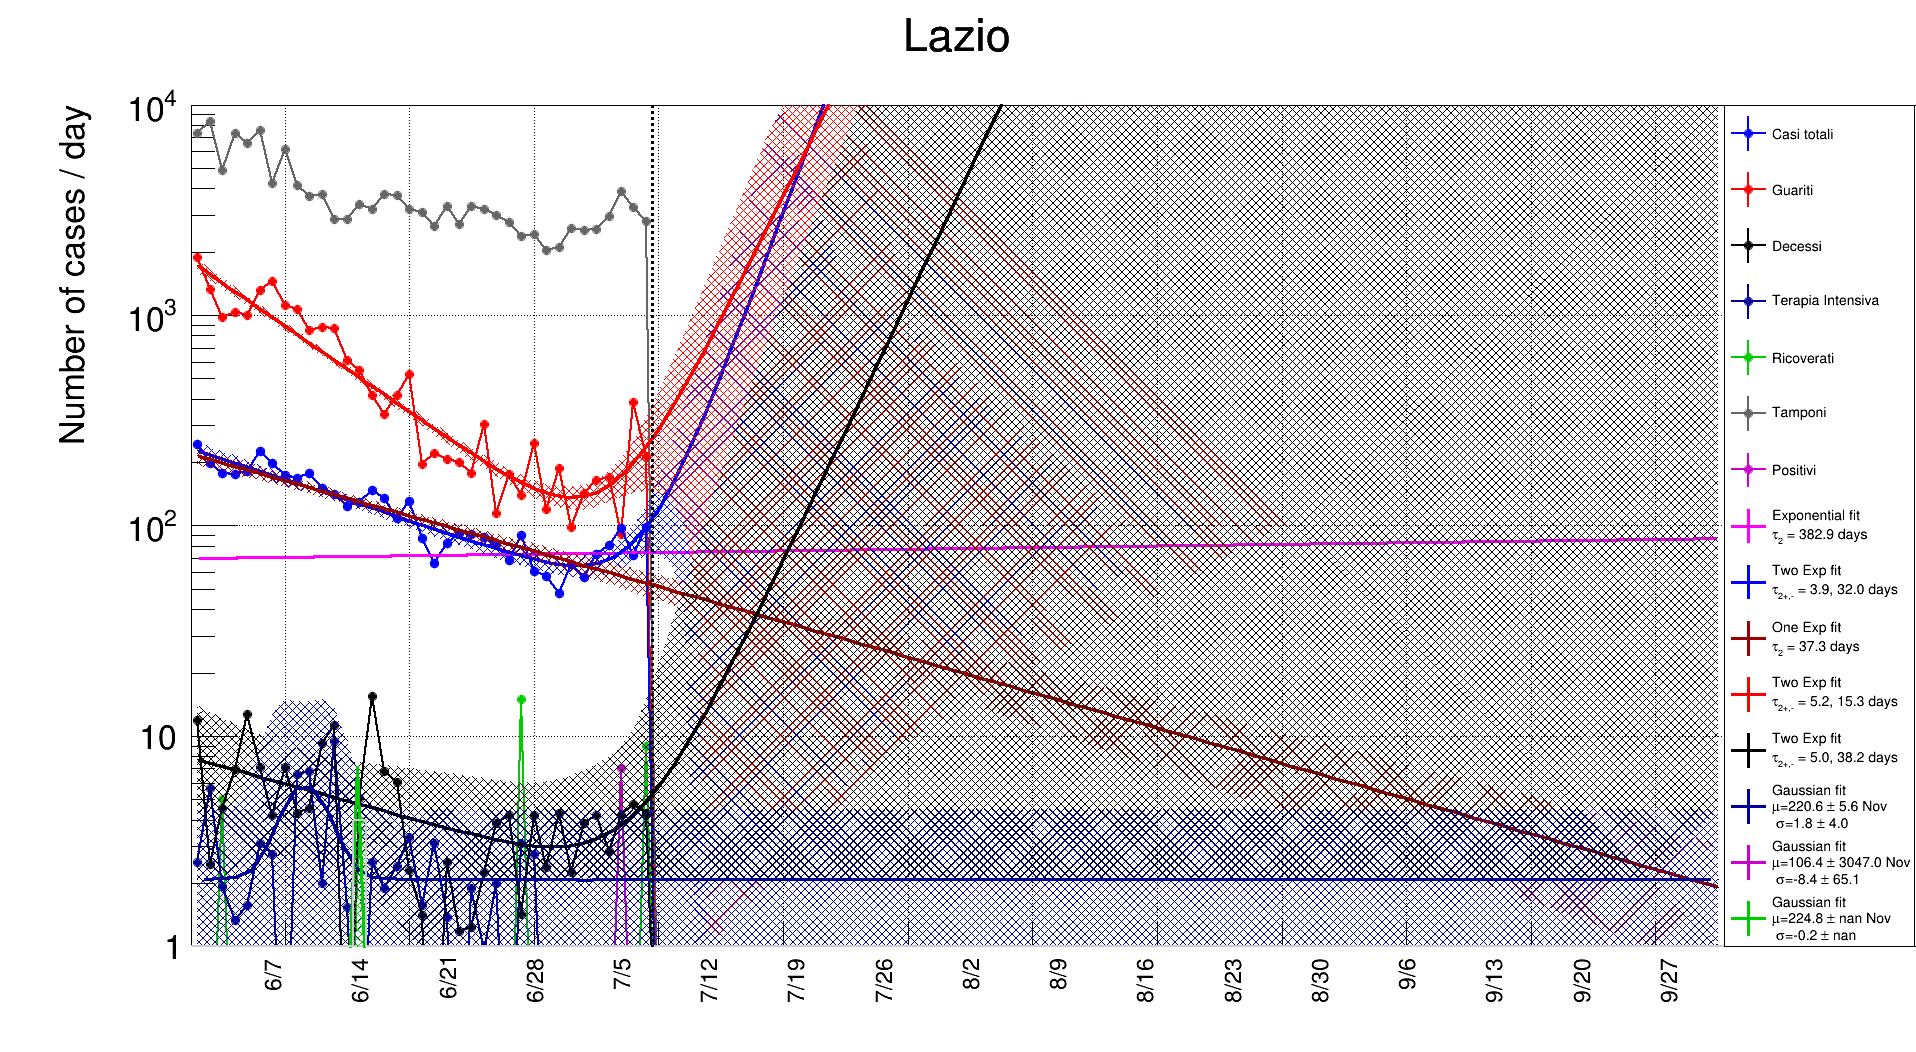 Lazio
Number of cases / day
10⁴
10³
10²
10
1
6/7
6/14
6/21
6/28
7/5
7/12
7/19
7/26
8/2
8/9
8/16
8/23
8/30
9/6
9/13
9/20
9/27
Casi totali
Guariti
Decessi
Terapia Intensiva
Ricoverati
Tamponi
Positivi
Exponential fit
τ₂ = 382.9 days
Two Exp fit
τ₂₊,₋ = 3.9, 32.0 days
One Exp fit
τ₂ = 37.3 days
Two Exp fit
τ₂₊,₋ = 5.2, 15.3 days
Two Exp fit
τ₂₊,₋ = 5.0, 38.2 days
Gaussian fit
μ=220.6 ± 5.6 Nov
σ=1.8 ± 4.0
Gaussian fit
μ=106.4 ± 3047.0 Nov
σ=-8.4 ± 65.1
Gaussian fit
μ=224.8 ± nan Nov
σ=-0.2 ± nan